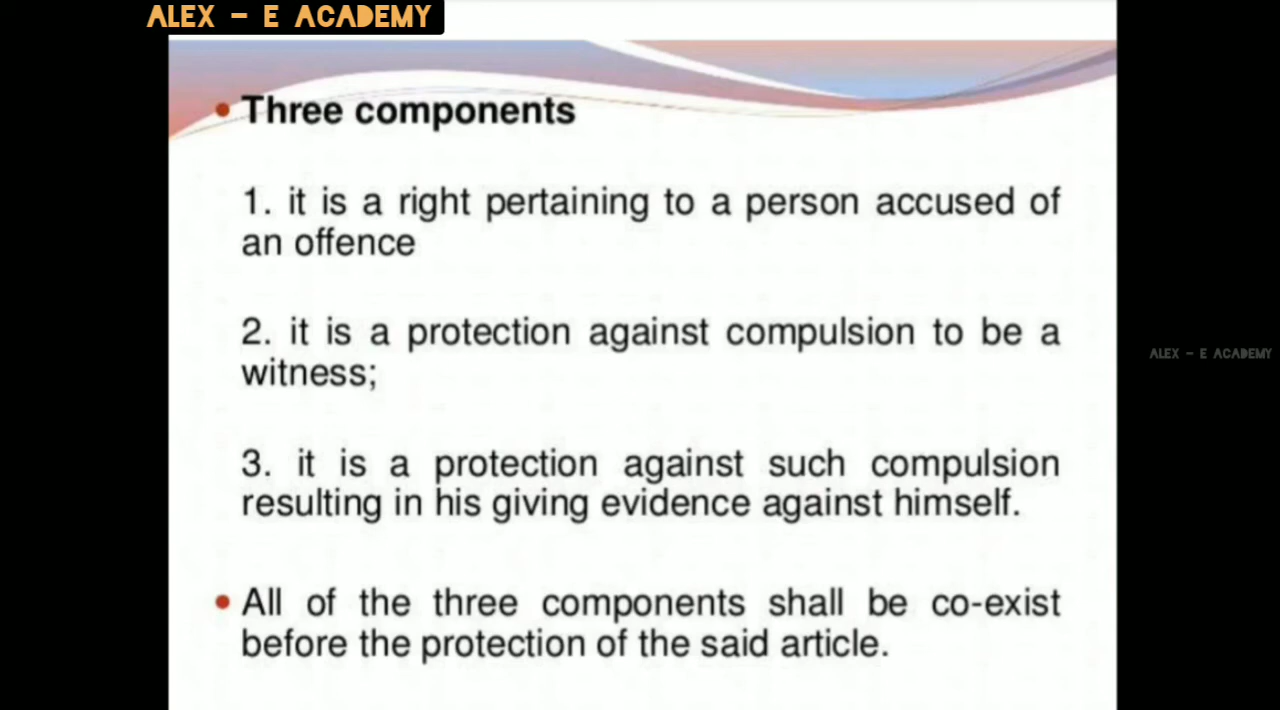 ALEX - E ACADEMY
• Three components
1. it is a right pertaining to a person accused of
an offence
2. it is a protection against compulsion to be a
witness;
3. it is a protection against such compulsion
resulting in his giving evidence against himself.
• All of the three components shall be co-exist
before the protection of the said article.
ALEX - E ACADEMY